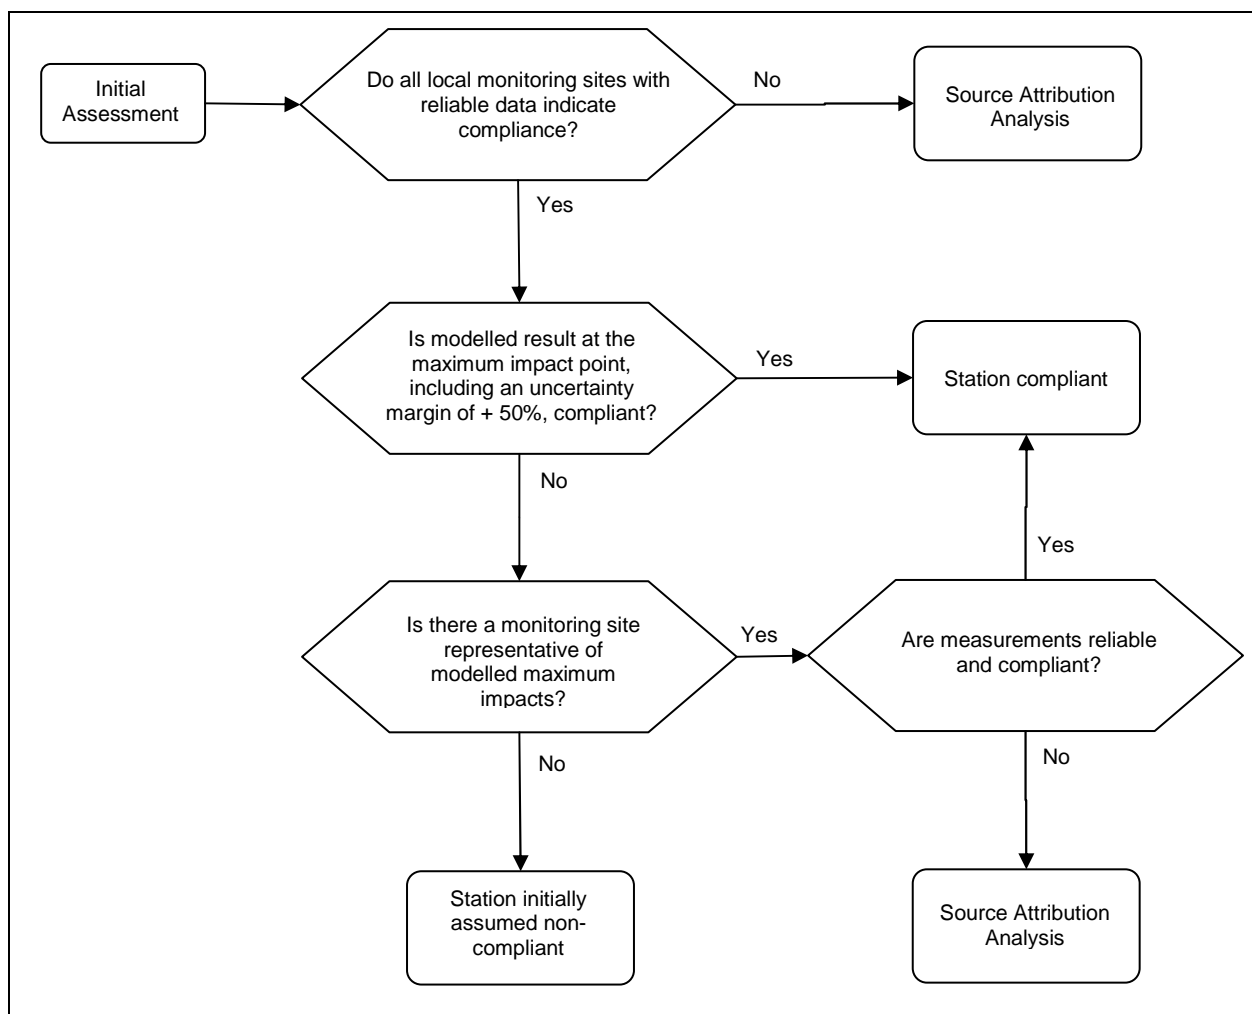 Initial
Assessment
Do all local monitoring sites with
reliable data indicate
compliance?
No
Source Attribution
Analysis
Yes
Is modelled result at the
maximum impact point,
including an uncertainty
margin of + 50%, compliant?
Yes
Station compliant
No
Yes
Is there a monitoring site
representative of
modelled maximum
impacts?
Yes
Are measurements reliable
and compliant?
No
No
Station initially
assumed non-
compliant
Source Attribution
Analysis